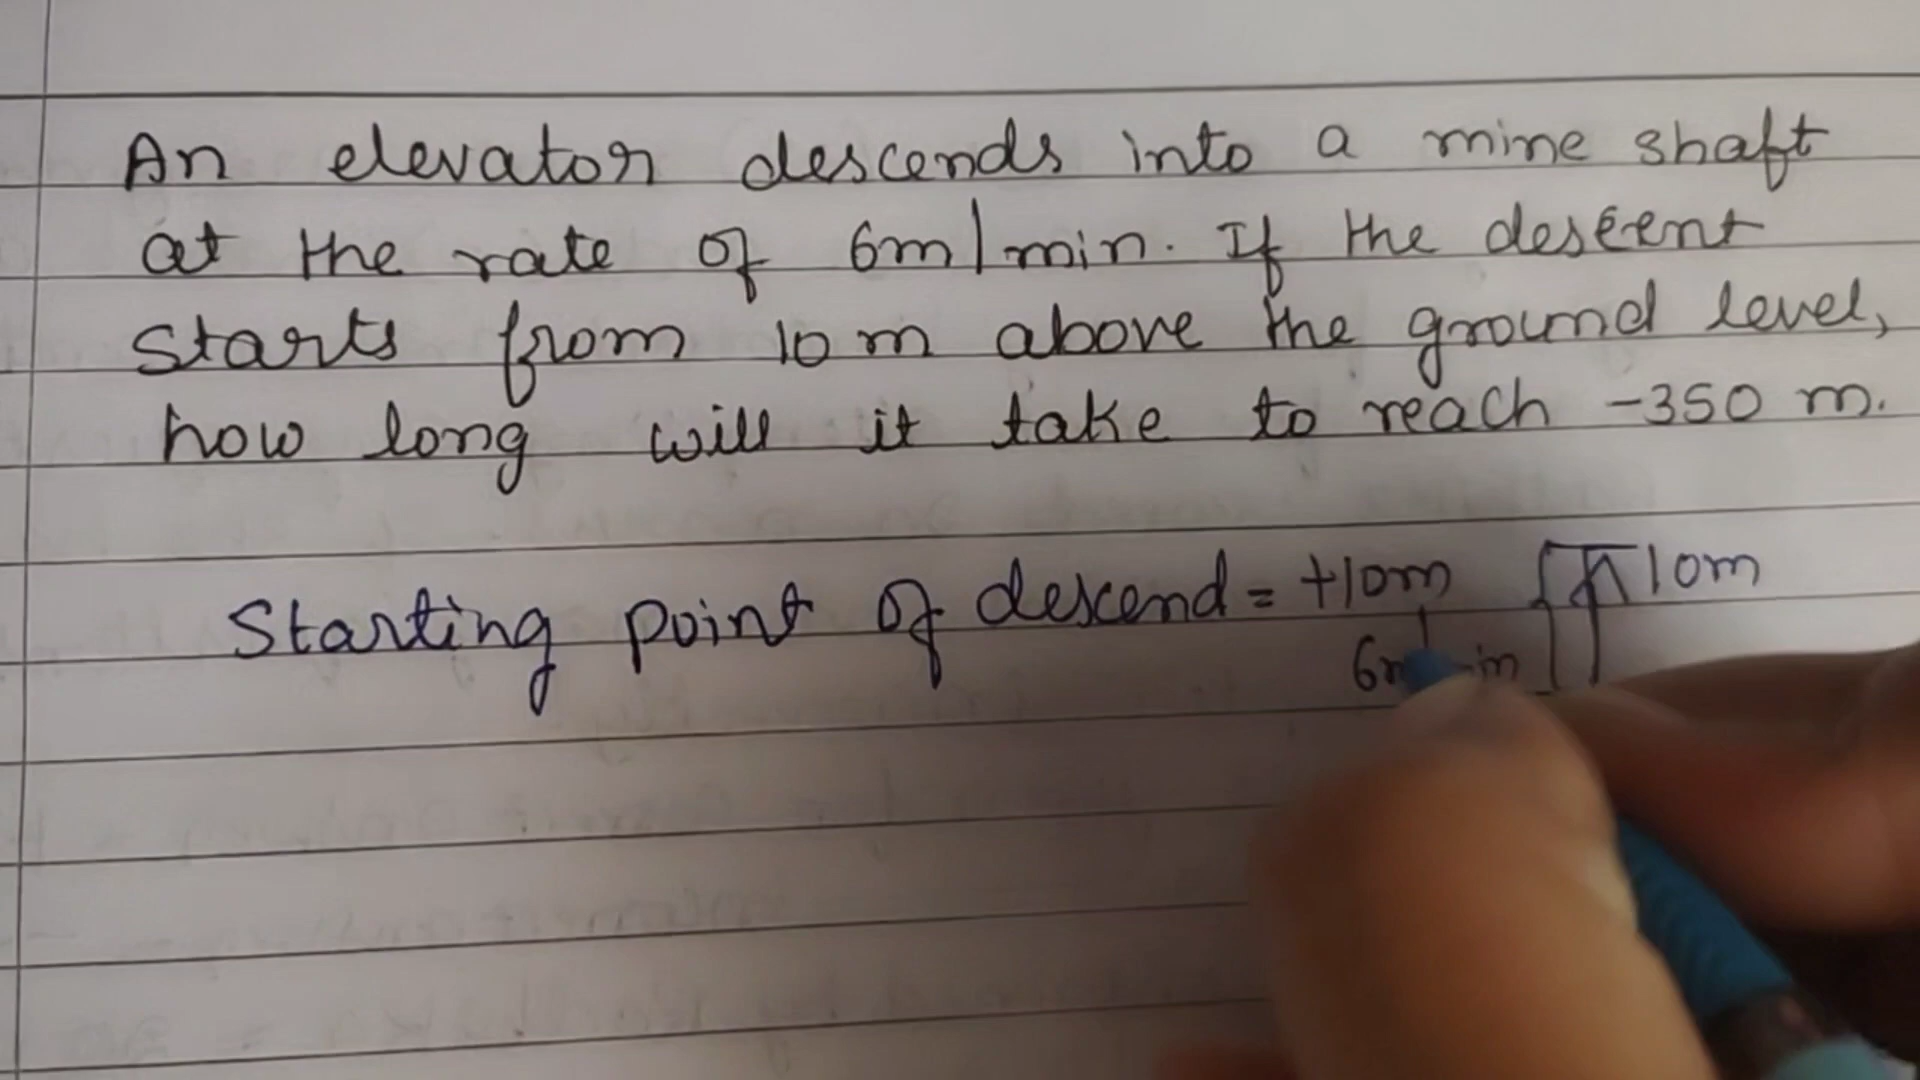 An elevator descends into a mine shaft
at the rate of 6m/min. If the descent
starts from 10 m above the ground level,
how long will it take to reach -350 m.
Starting point of descend = +10m 10m